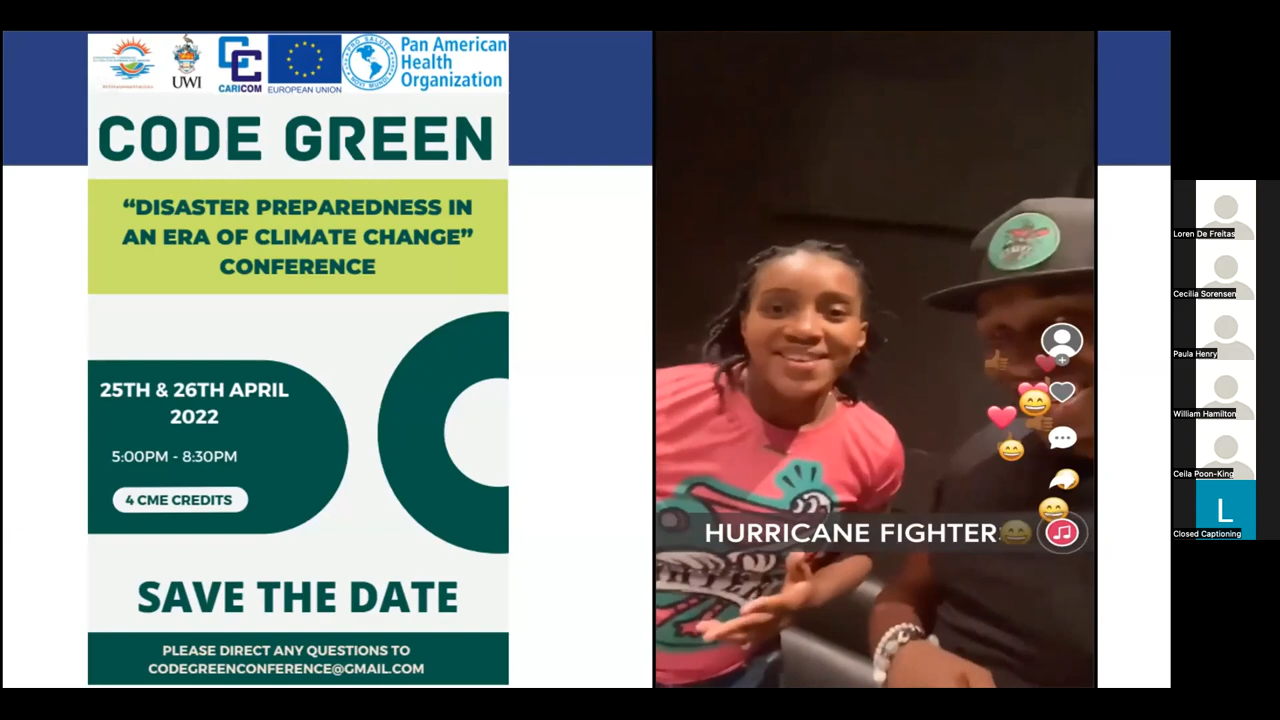 UWI
CARICOM
EUROPEAN UNION
Pan American
Health
Organization
CODE GREEN
“DISASTER PREPAREDNESS IN
AN ERA OF CLIMATE CHANGE”
CONFERENCE
25TH & 26TH APRIL
2022
5:00PM - 8:30PM
4 CME CREDITS
SAVE THE DATE
PLEASE DIRECT ANY QUESTIONS TO
CODEGREENCONFERENCE@GMAIL.COM
HURRICANE FIGHTER
Loren De Freitas
Cecilia Sorensen
Paula Henry
William Hamilton
Ceila Poon-King
L
Closed Captioning